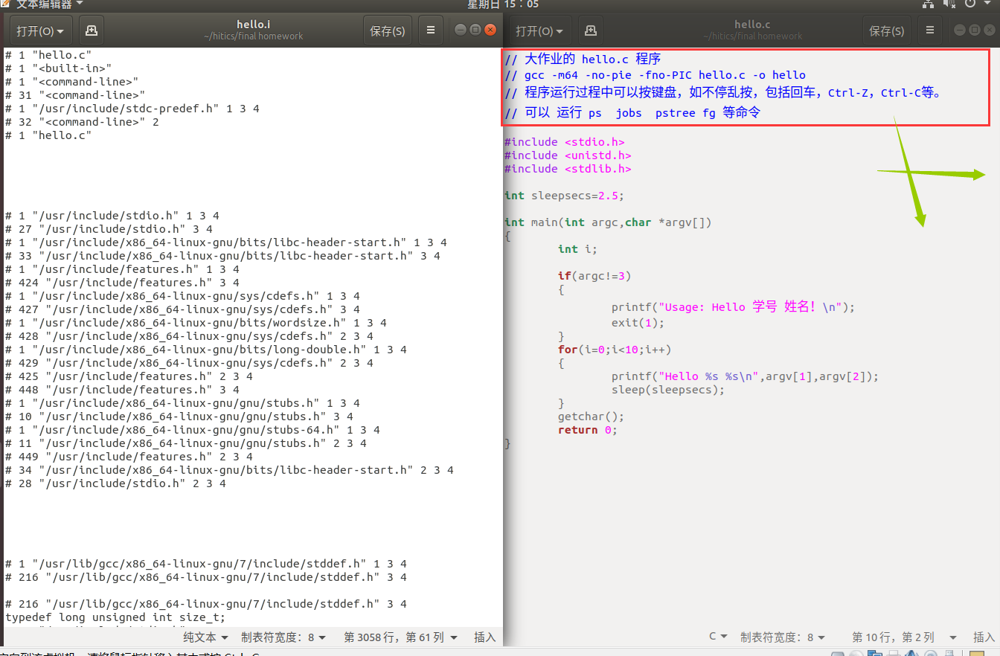 文本编辑器
星期日 15：05
打开(O)
hello.i
~/hitics/final homework
保存(S)
# 1 "hello.c"
# 1 "<built-in>"
# 1 "<command-line>"
# 31 "<command-line>"
# 1 "/usr/include/stdc-predef.h" 1 3 4
# 32 "<command-line>" 2
# 1 "hello.c"
# 1 "/usr/include/stdio.h" 1 3 4
# 27 "/usr/include/stdio.h" 3 4
# 1 "/usr/include/x86_64-linux-gnu/bits/libc-header-start.h" 1 3 4
# 33 "/usr/include/x86_64-linux-gnu/bits/libc-header-start.h" 3 4
# 1 "/usr/include/features.h" 1 3 4
# 424 "/usr/include/features.h" 3 4
# 1 "/usr/include/x86_64-linux-gnu/sys/cdefs.h" 1 3 4
# 427 "/usr/include/x86_64-linux-gnu/sys/cdefs.h" 3 4
# 1 "/usr/include/x86_64-linux-gnu/bits/wordsize.h" 1 3 4
# 428 "/usr/include/x86_64-linux-gnu/sys/cdefs.h" 2 3 4
# 1 "/usr/include/x86_64-linux-gnu/bits/long-double.h" 1 3 4
# 429 "/usr/include/x86_64-linux-gnu/sys/cdefs.h" 2 3 4
# 425 "/usr/include/features.h" 2 3 4
# 448 "/usr/include/features.h" 3 4
# 1 "/usr/include/x86_64-linux-gnu/gnu/stubs.h" 1 3 4
# 10 "/usr/include/x86_64-linux-gnu/gnu/stubs.h" 3 4
# 1 "/usr/include/x86_64-linux-gnu/gnu/stubs-64.h" 1 3 4
# 11 "/usr/include/x86_64-linux-gnu/gnu/stubs.h" 2 3 4
# 449 "/usr/include/features.h" 2 3 4
# 34 "/usr/include/x86_64-linux-gnu/bits/libc-header-start.h" 2 3 4
# 28 "/usr/include/stdio.h" 2 3 4
# 1 "/usr/lib/gcc/x86_64-linux-gnu/7/include/stddef.h" 1 3 4
# 216 "/usr/lib/gcc/x86_64-linux-gnu/7/include/stddef.h" 3 4
# 216 "/usr/lib/gcc/x86_64-linux-gnu/7/include/stddef.h" 3 4
typedef long unsigned int size_t;
纯文本 制表符宽度：8 第 3058 行，第 61 列 插入
打开(O)
hello.c
~/hitics/final homework
保存(S)
// 大作业的 hello.c 程序
// gcc -m64 -no-pie -fno-PIC hello.c -o hello
// 程序运行过程中可以按键盘，如不停乱按，包括回车，Ctrl-Z，Ctrl-C等。
// 可以 运行 ps  jobs  pstree fg 等命令
#include <stdio.h>
#include <unistd.h>
#include <stdlib.h>
int sleepsecs=2.5;
int main(int argc,char *argv[])
{
int i;
if(argc!=3)
{
printf("Usage: Hello 学号 姓名！\n");
exit(1);
}
for(i=0;i<10;i++)
{
printf("Hello %s %s\n",argv[1],argv[2]);
sleep(sleepsecs);
}
getchar();
return 0;
}
C 制表符宽度：8 第 10 行，第 2 列 插入